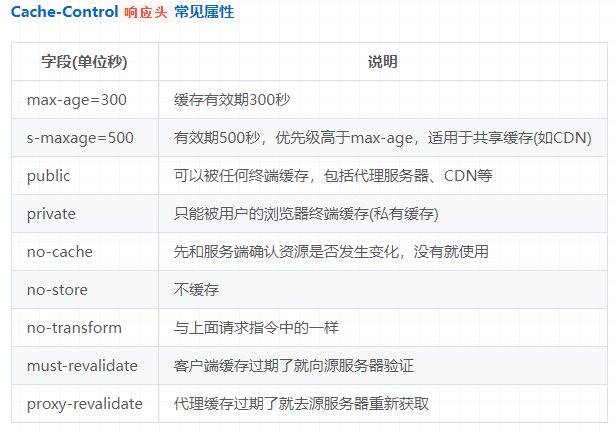 Cache-Control 响应头 常见属性
字段(单位秒) 说明
max-age=300 缓存有效期300秒
s-maxage=500 有效期500秒，优先级高于max-age，适用于共享缓存(如CDN)
public 可以被任何终端缓存，包括代理服务器、CDN等
private 只能被用户的浏览器终端缓存(私有缓存)
no-cache 先和服务端确认资源是否发生变化，没有就使用
no-store 不缓存
no-transform 与上面请求指令中的一样
must-revalidate 客户端缓存过期了就向源服务器验证
proxy-revalidate 代理缓存过期了就去源服务器重新获取